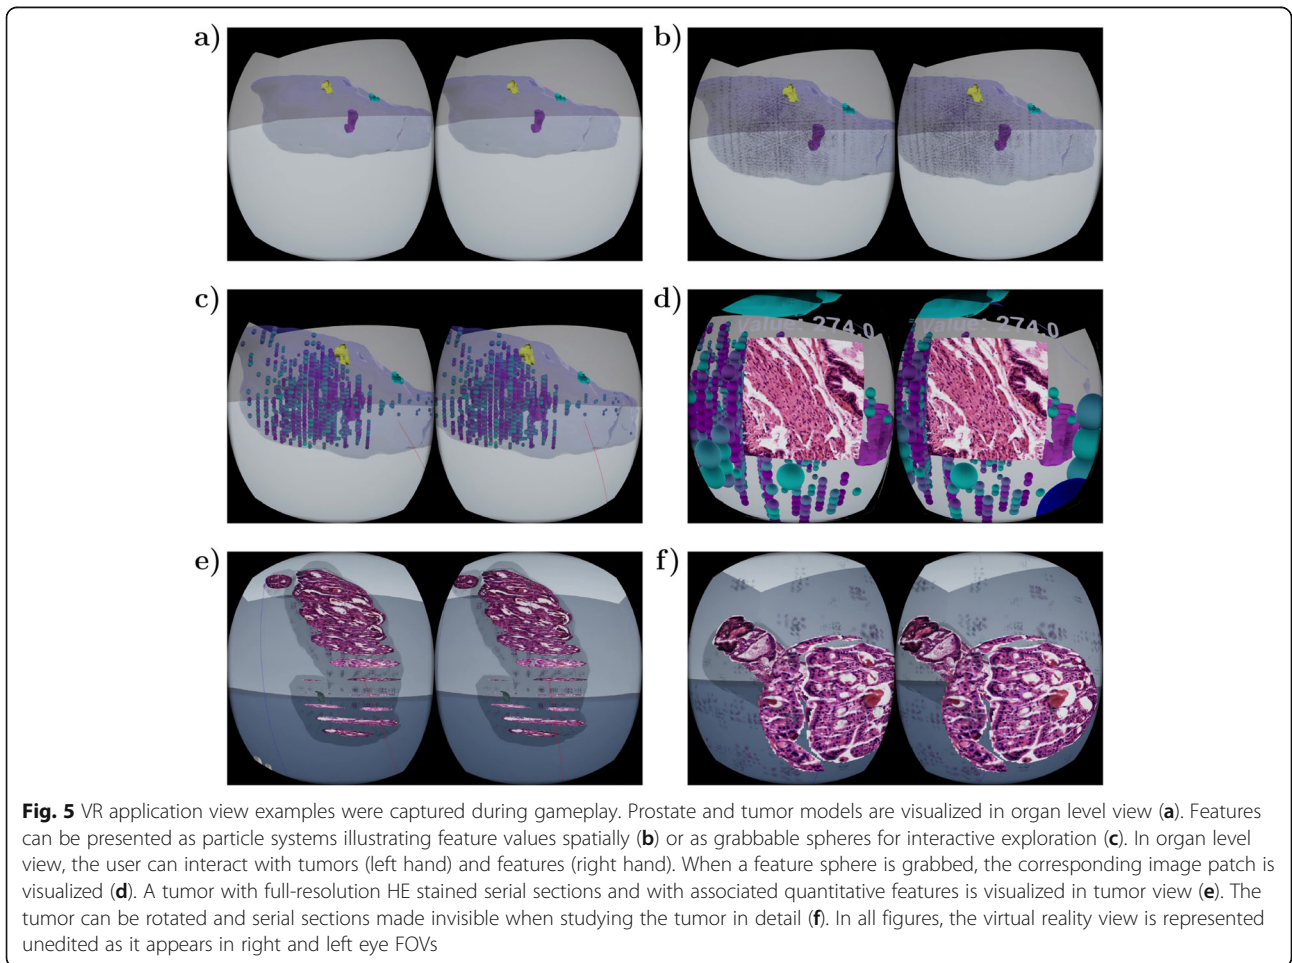 a)
b)
c)
d)
Value: 274.0
Value: 274.0
e)
f)
Fig. 5 VR application view examples were captured during gameplay. Prostate and tumor models are visualized in organ level view (a). Features
can be presented as particle systems illustrating feature values spatially (b) or as grabbable spheres for interactive exploration (c). In organ level
view, the user can interact with tumors (left hand) and features (right hand). When a feature sphere is grabbed, the corresponding image patch is
visualized (d). A tumor with full-resolution HE stained serial sections and with associated quantitative features is visualized in tumor view (e). The
tumor can be rotated and serial sections made invisible when studying the tumor in detail (f). In all figures, the virtual reality view is represented
unedited as it appears in right and left eye FOVs